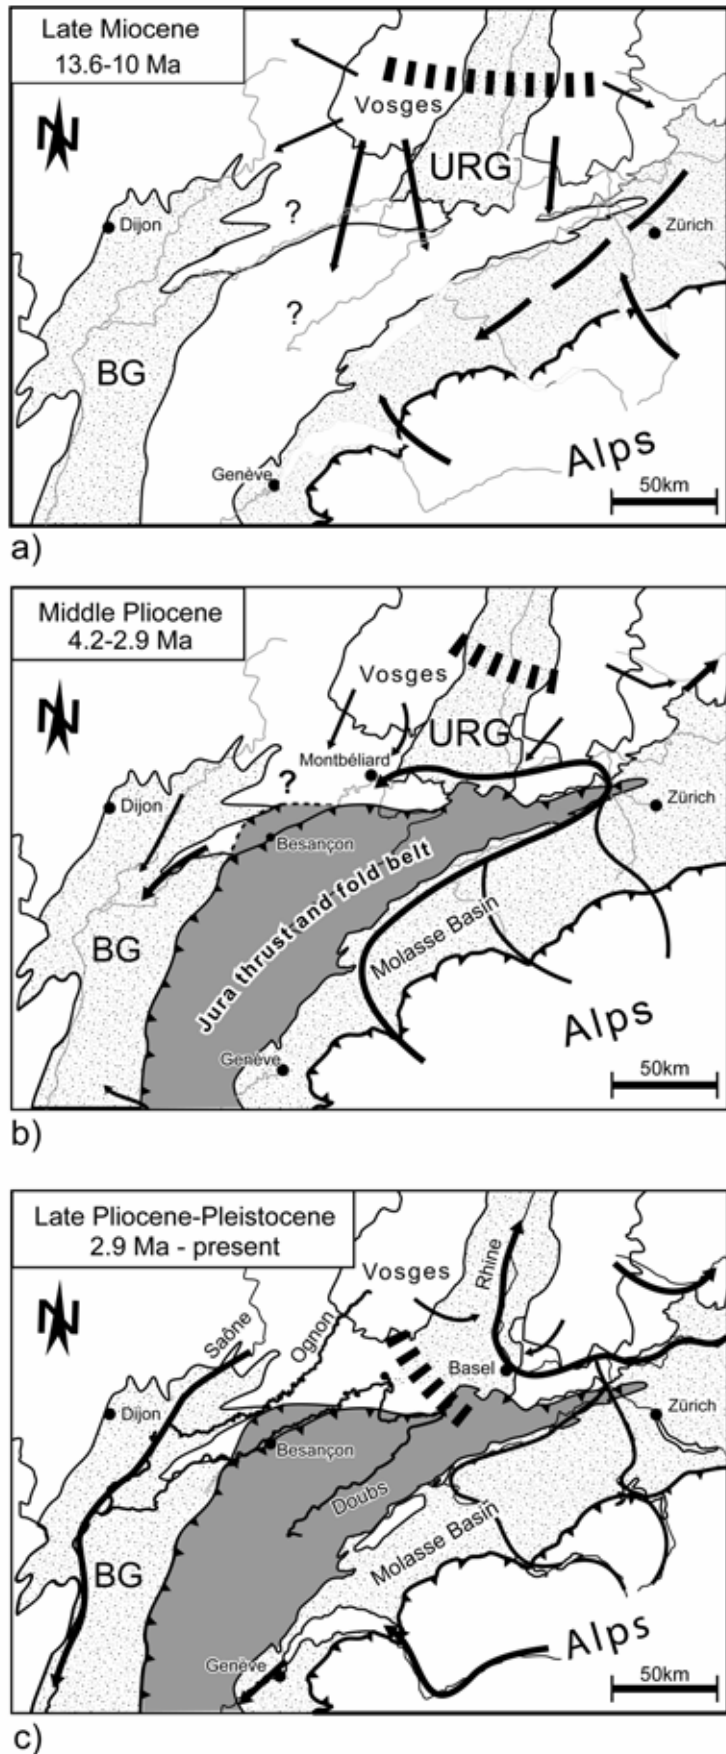 Late Miocene
13.6-10 Ma
N
Vosges
URG
?
Dijon
Zürich
?
BG
Alps
Genève
50km
a)
Middle Pliocene
4.2-2.9 Ma
N
Vosges
URG
Montbéliard
?
Dijon
Zürich
Besançon
Jura thrust and fold belt
BG
Molasse Basin
Alps
Genève
50km
b)
Late Pliocene-Pleistocene
2.9 Ma - present
N
Vosges
Rhine
Saône
Ognon
Basel
Dijon
Zürich
Besançon
Doubs
Molasse Basin
BG
Alps
Genève
50km
c)